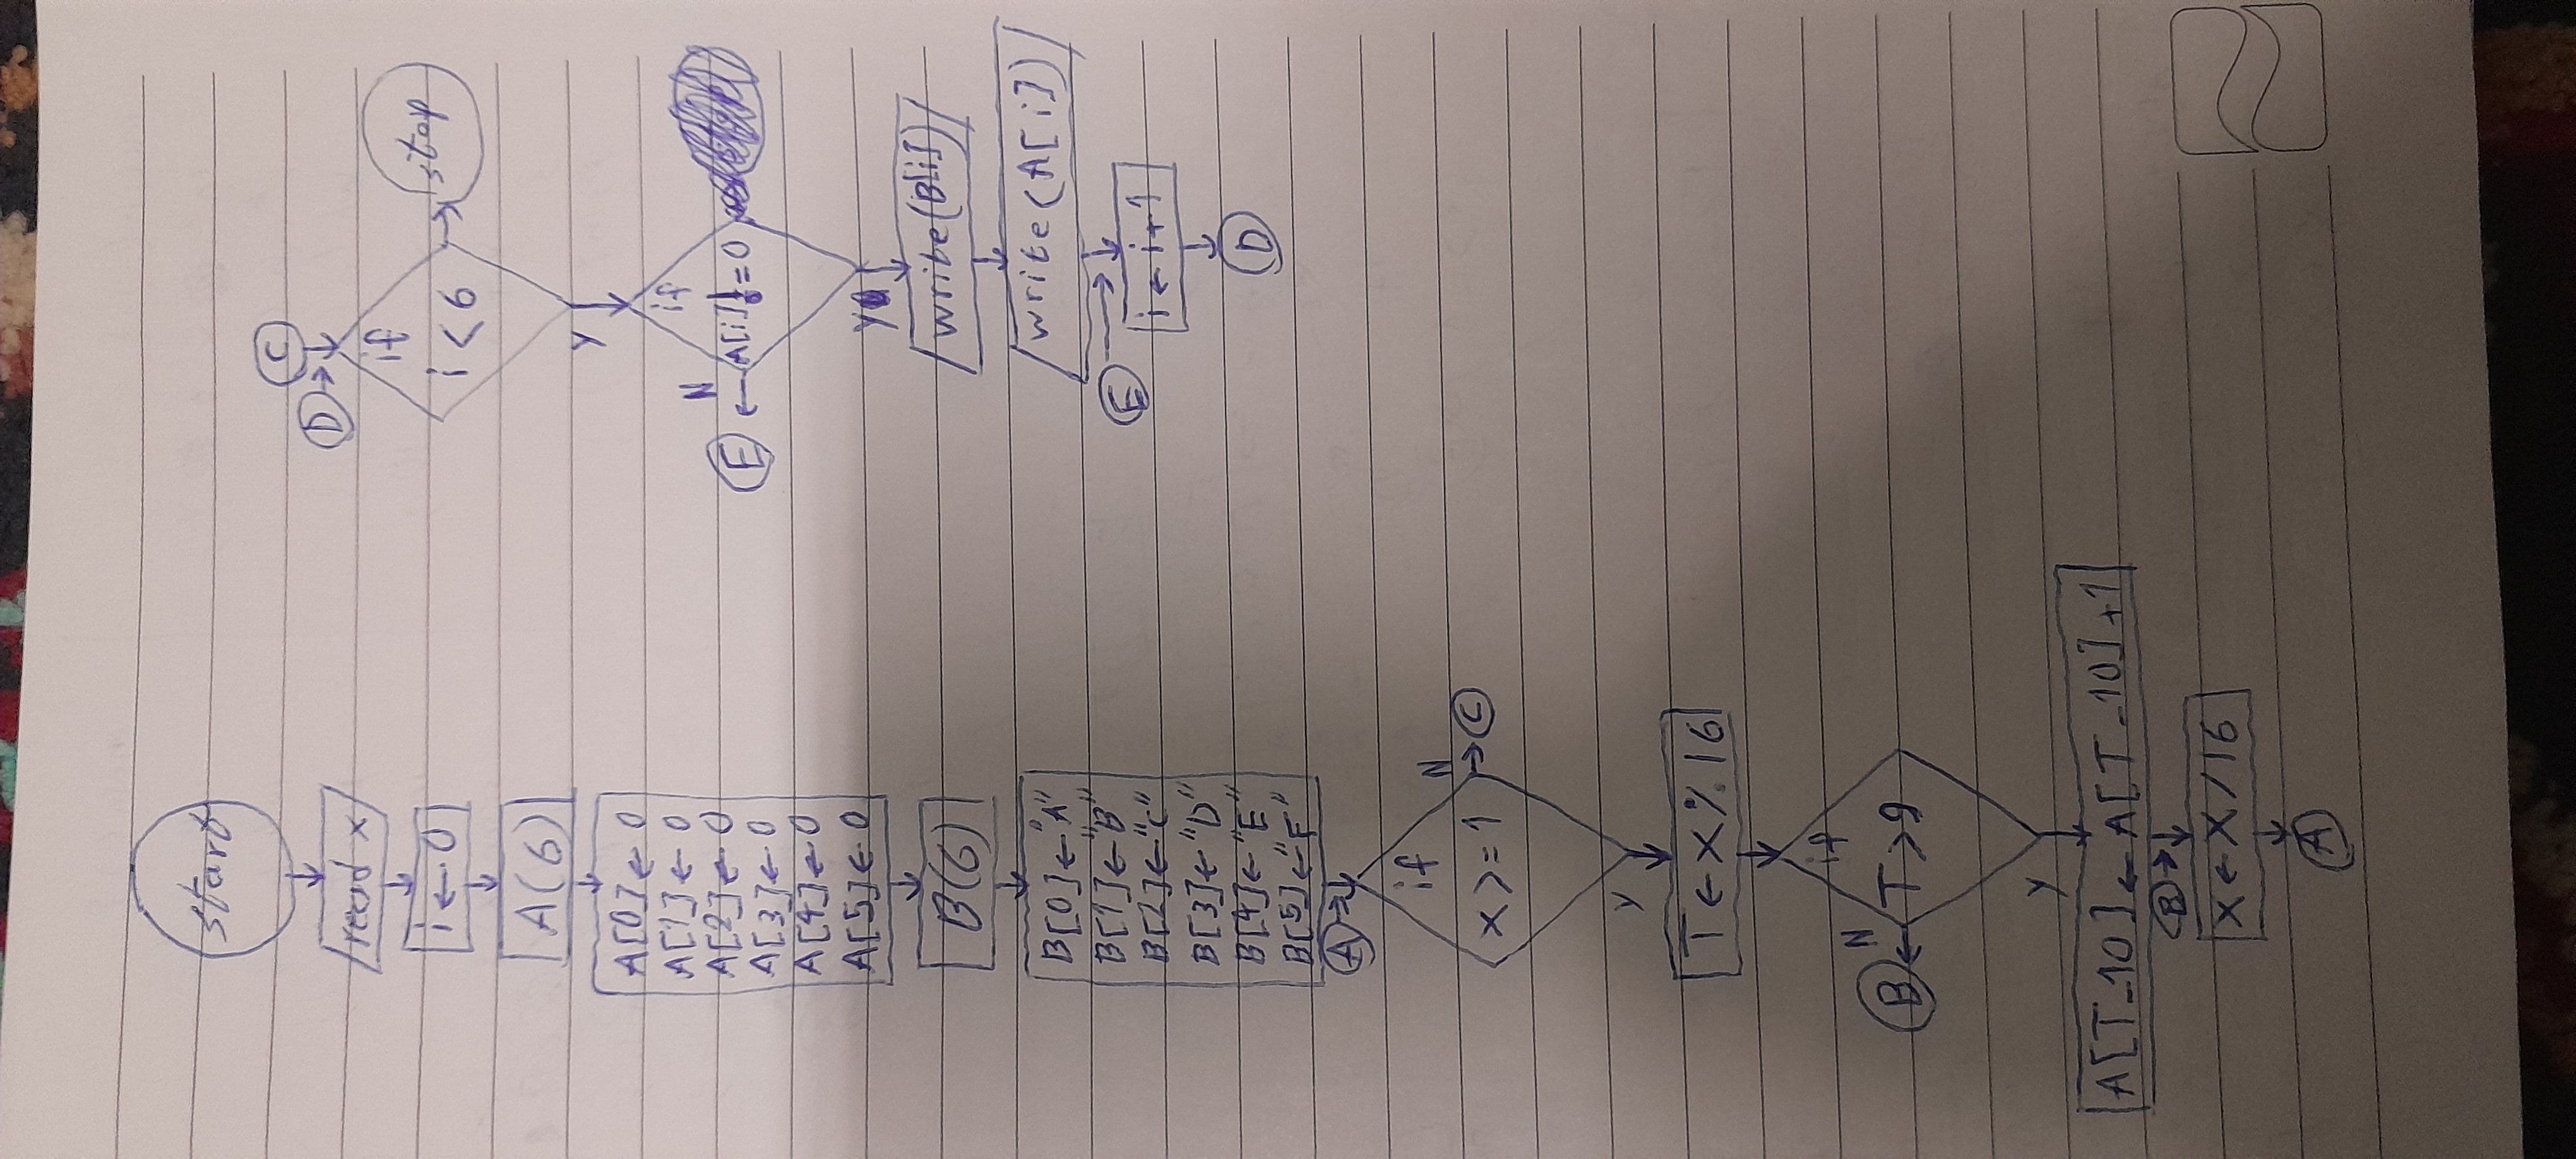 start
read x
i ← 0
A(6)
A[0] ← 0
A[1] ← 0
A[2] ← 0
A[3] ← 0
A[4] ← 0
A[5] ← 0
B(6)
B[0] ← "A"
B[1] ← "B"
B[2] ← "C"
B[3] ← "D"
B[4] ← "E"
B[5] ← "F"
A
if
x >= 1
N
C
y
T ← x % 16
if
T > 9
N
B
y
A[T-10] ← A[T-10]+1
B
x ← x/16
A
C
D
if
i < 6
stop
y
if
A[i] != 0
N
E
y
write(B[i])
write(A[i])
E
i ← i+1
D